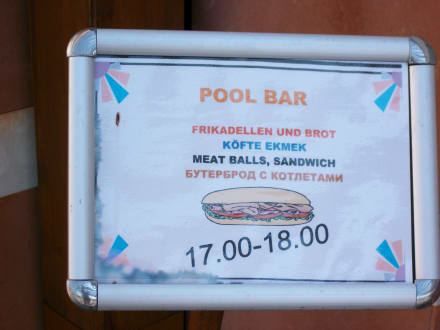 POOL BAR
FRIKADELLEN UND BROT
KÖFTE EKMEK
MEAT BALLS, SANDWICH
БУТЕРБРОД С КОТЛЕТАМИ
17.00-18.00